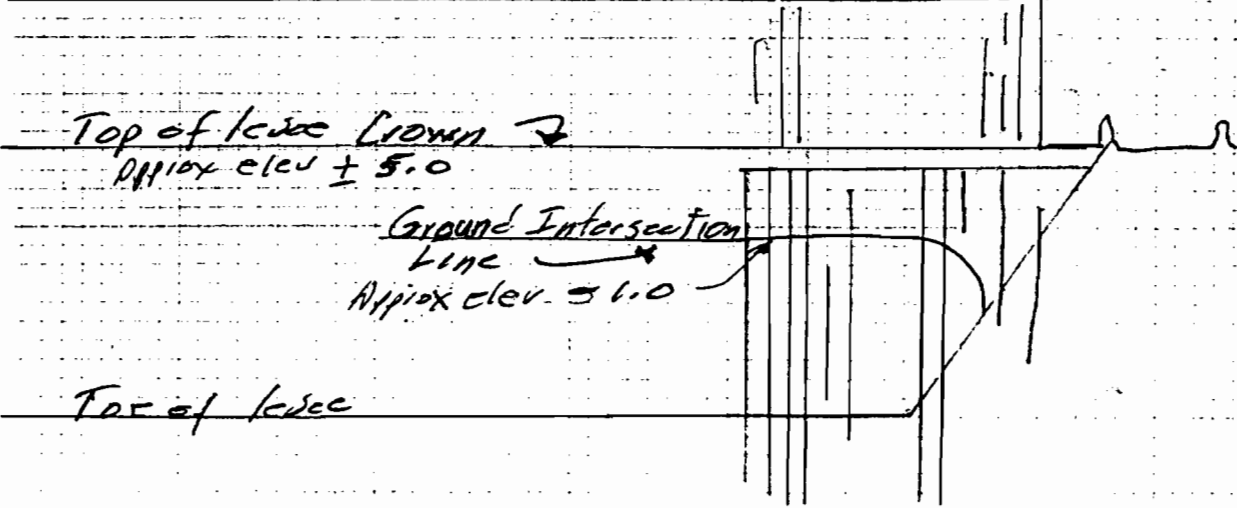 Top of levee Crown
Approx elev ± 5.0
Ground Intersection
Line
Approx elev. ± 1.0
Toe of levee